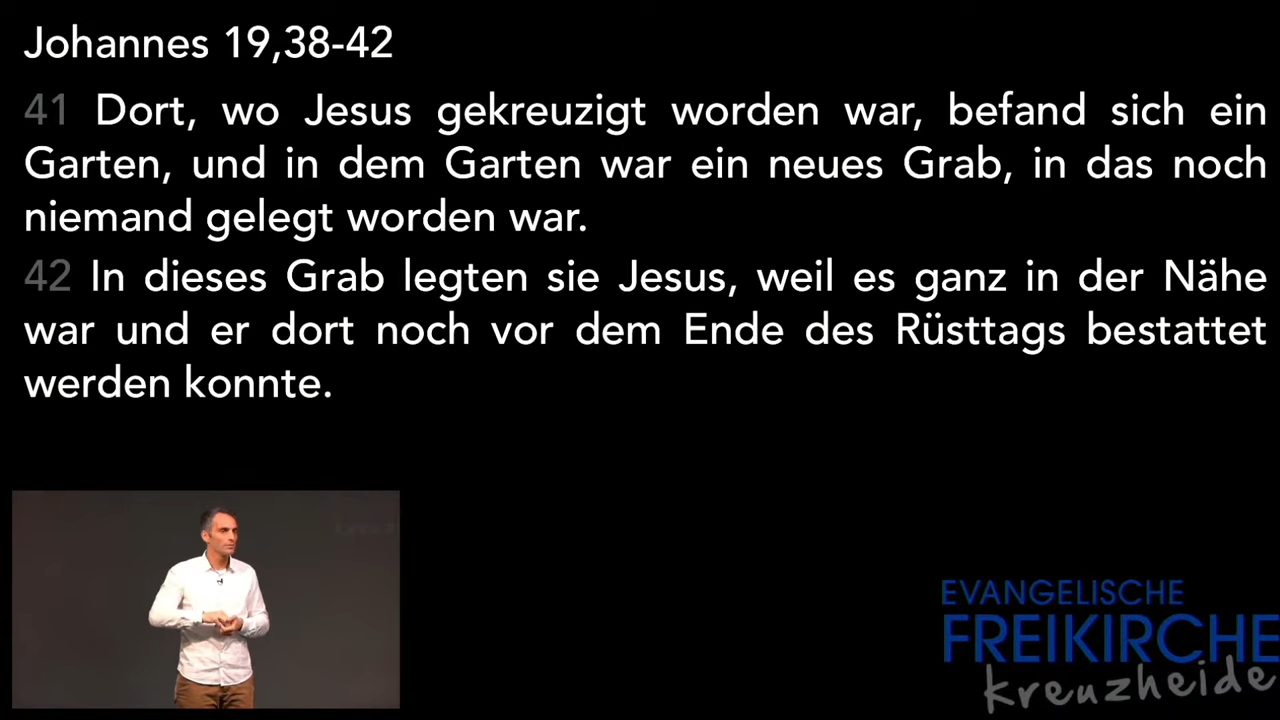 Johannes 19,38-42
41 Dort, wo Jesus gekreuzigt worden war, befand sich ein
Garten, und in dem Garten war ein neues Grab, in das noch
niemand gelegt worden war.
42 In dieses Grab legten sie Jesus, weil es ganz in der Nähe
war und er dort noch vor dem Ende des Rüsttags bestattet
werden konnte.
EVANGELISCHE
FREIKIRCHE
kreuzheide